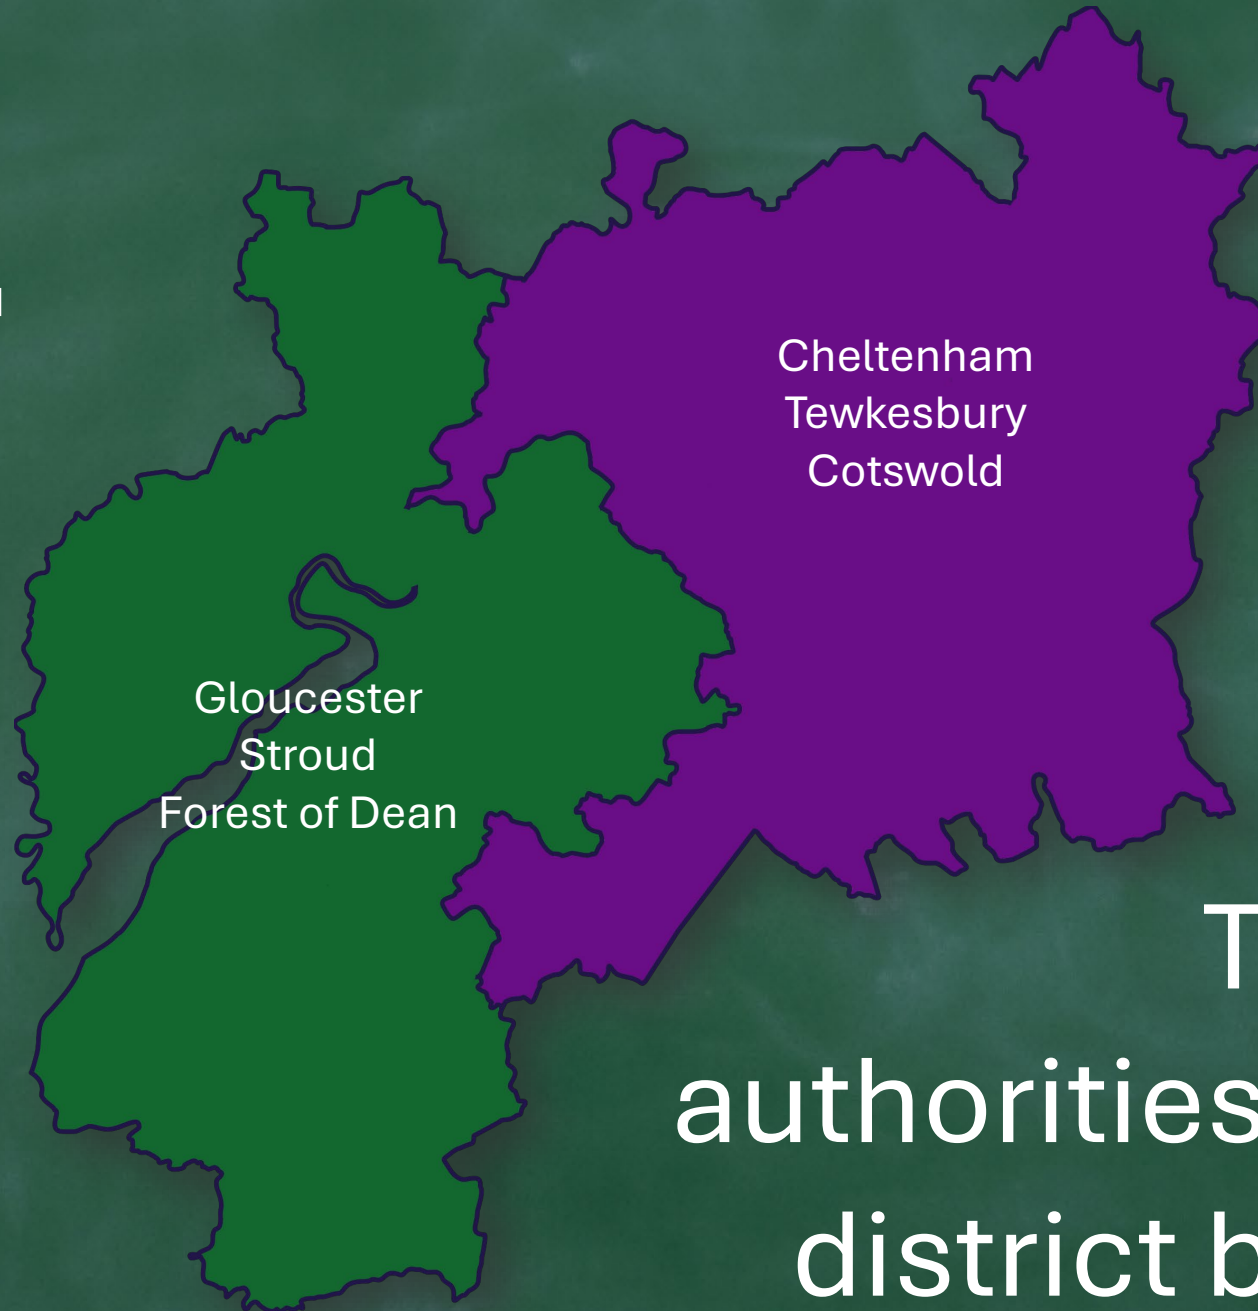 Cheltenham
Tewkesbury
Cotswold
Gloucester
Stroud
Forest of Dean
T
authorities
district b